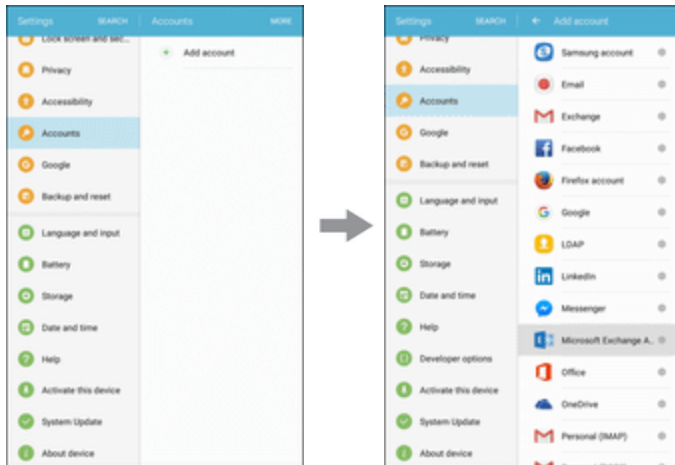 Settings SEARCH Accounts MORE
Lock screen and sec...
Add account
Privacy
Accessibility
Accounts
Google
Backup and reset
Language and input
Battery
Storage
Date and time
Help
Activate this device
System Update
About device
Settings SEARCH Add account
Privacy
Accessibility
Accounts
Google
Backup and reset
Language and input
Battery
Storage
Date and time
Help
Developer options
Activate this device
System Update
About device
Samsung account
Email
Exchange
Facebook
Firefox account
Google
LDAP
LinkedIn
Messenger
Microsoft Exchange A..
Office
OneDrive
Personal (IMAP)